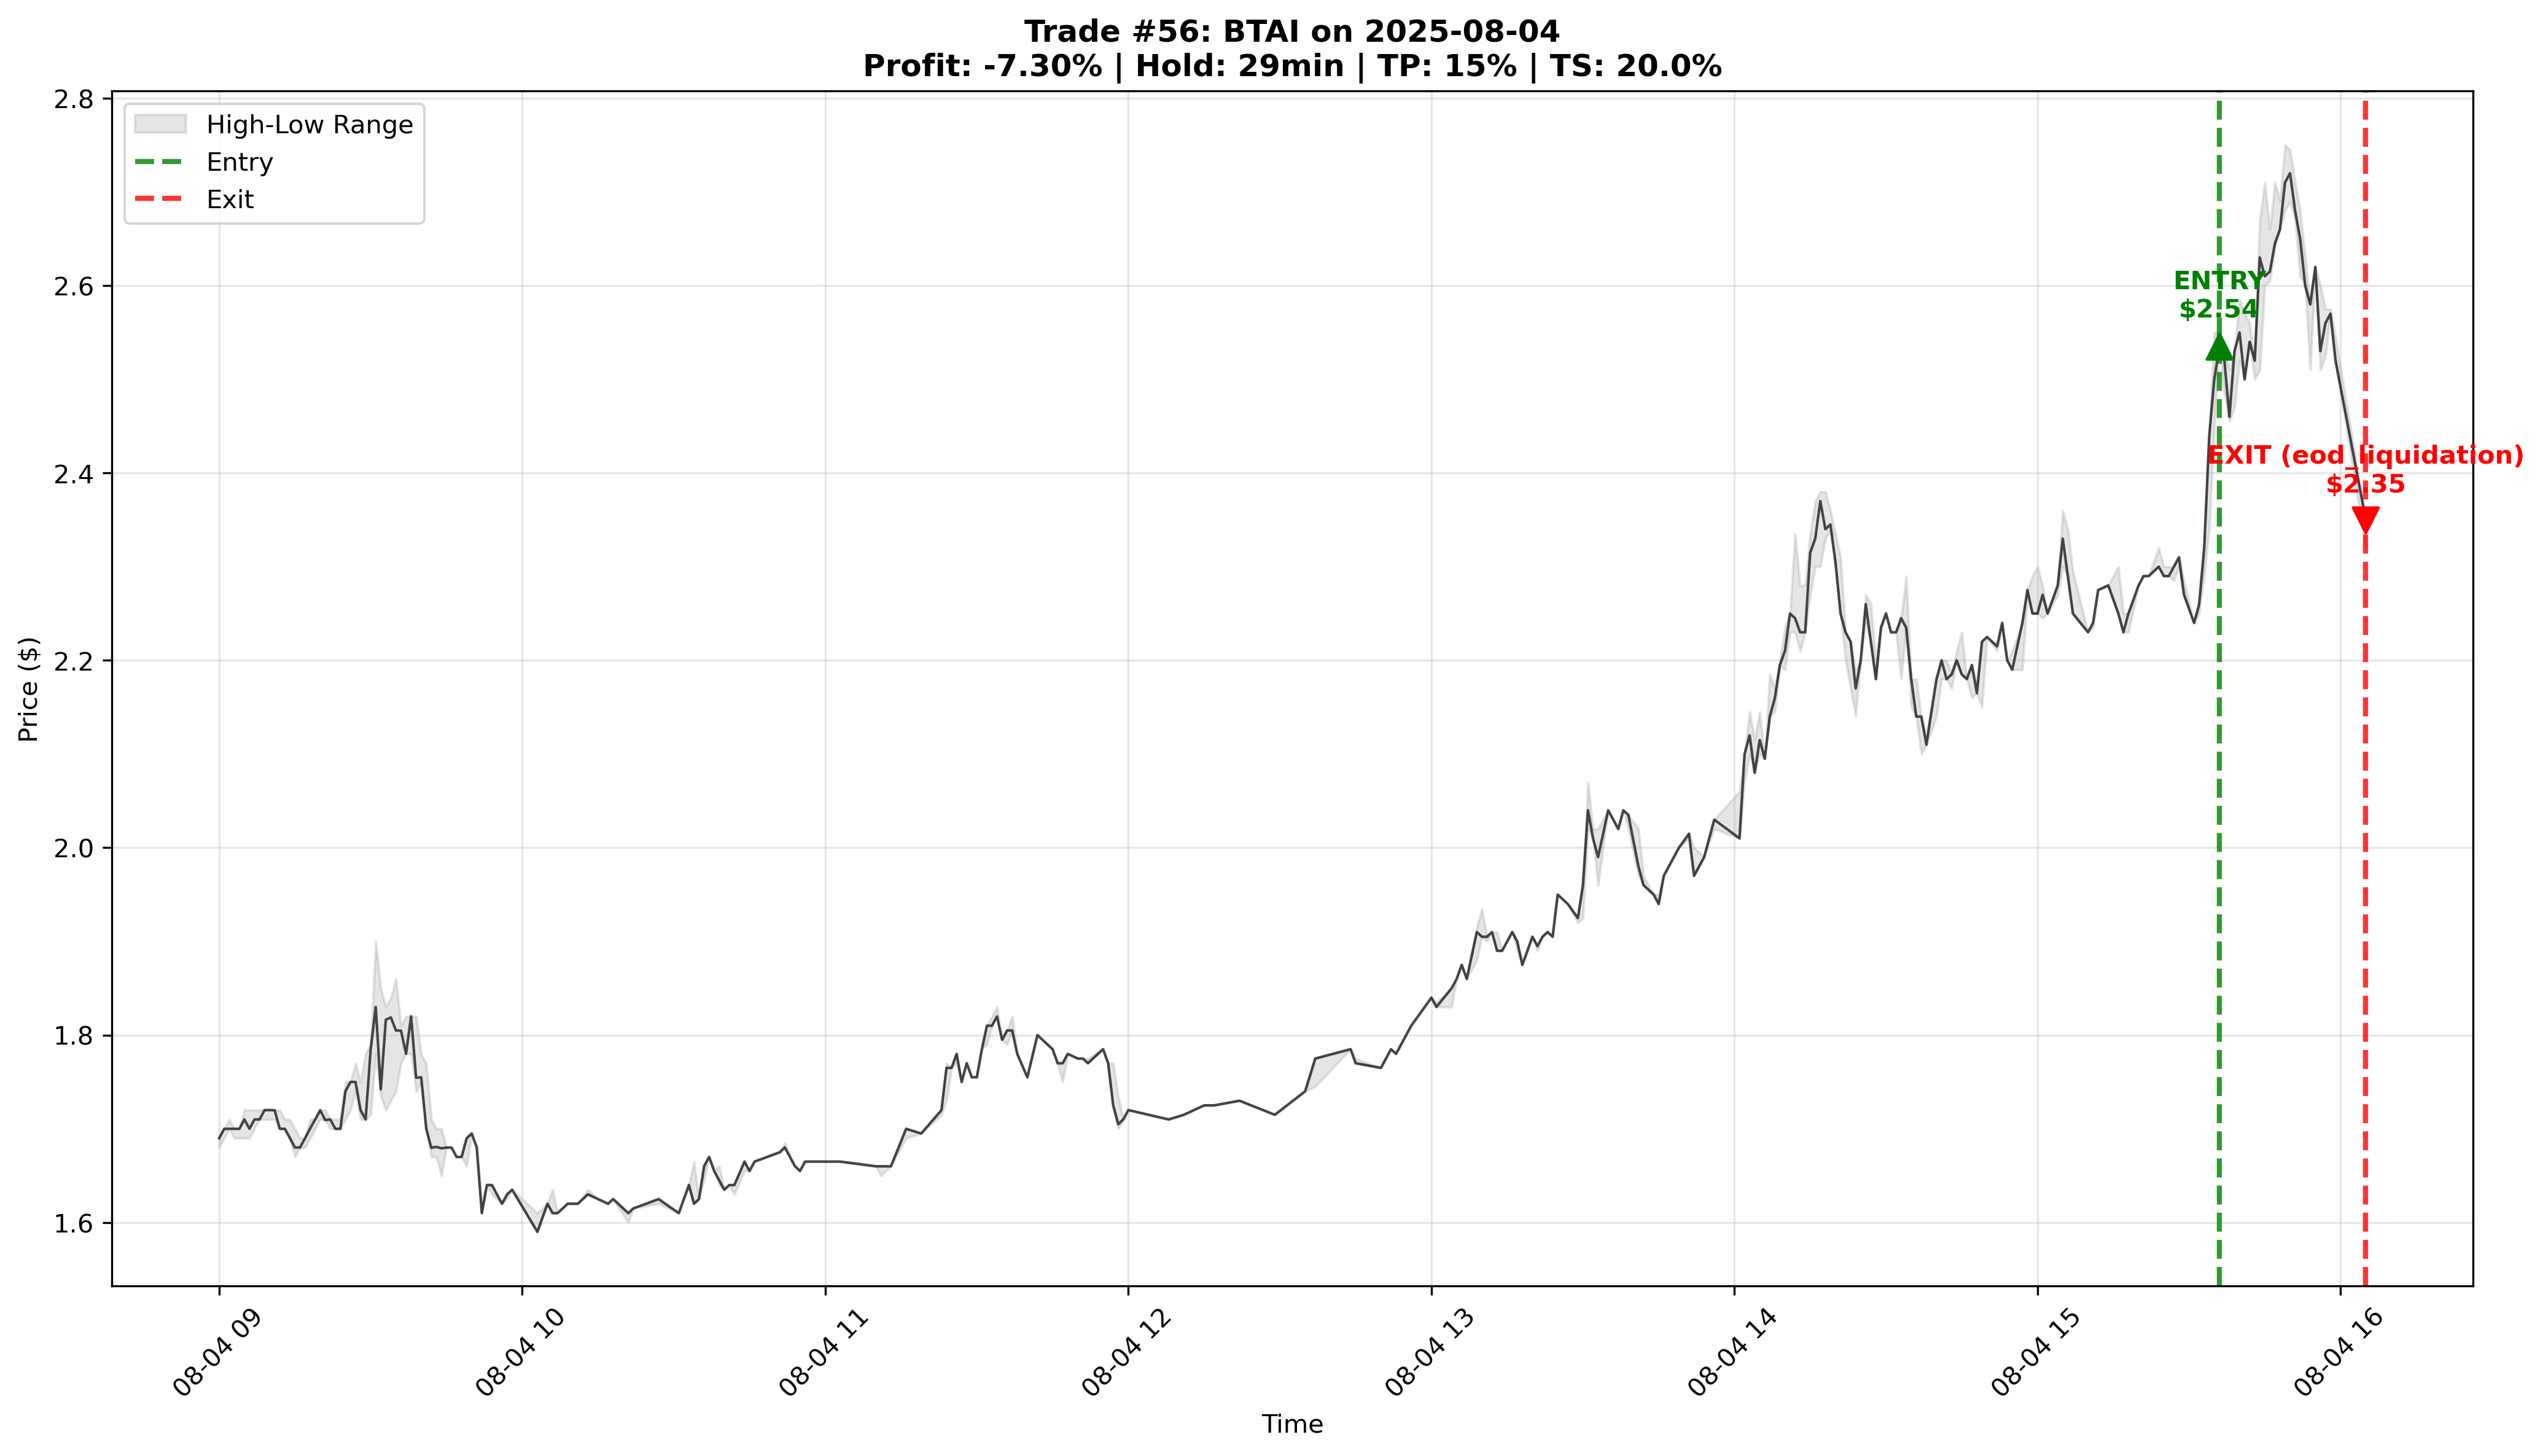 Trade #56: BTAI on 2025-08-04
Profit: -7.30% | Hold: 29min | TP: 15% | TS: 20.0%
High-Low Range
Entry
Exit
2.8
2.6
2.4
2.2
2.0
1.8
1.6
Price ($)
ENTRY
$2.54
EXIT (eod_liquidation)
$2.35
08-04 09
08-04 10
08-04 11
08-04 12
08-04 13
08-04 14
08-04 15
08-04 16
Time